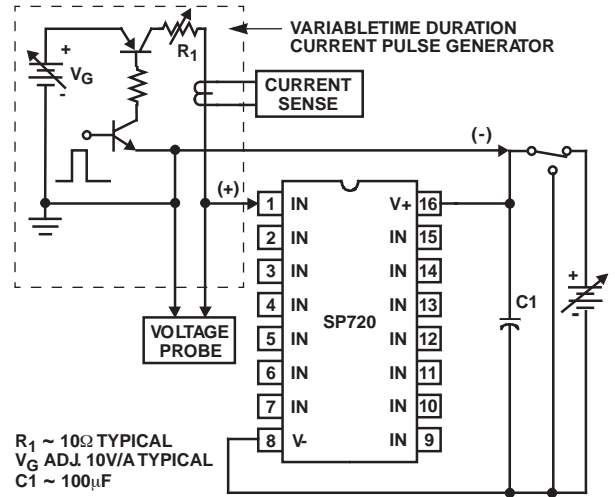 VARIABLETIME DURATION
CURRENT PULSE GENERATOR
+
R1
VG
-
CURRENT
SENSE
(-)
(+)
1 IN V+ 16
2 IN IN 15
3 IN IN 14
4 IN IN 13
5 IN IN 12
6 IN IN 11
7 IN IN 10
8 V- IN 9
SP720
+
C1
-
VOLTAGE
PROBE
R1 ~ 10Ω TYPICAL
VG ADJ. 10V/A TYPICAL
C1 ~ 100μF